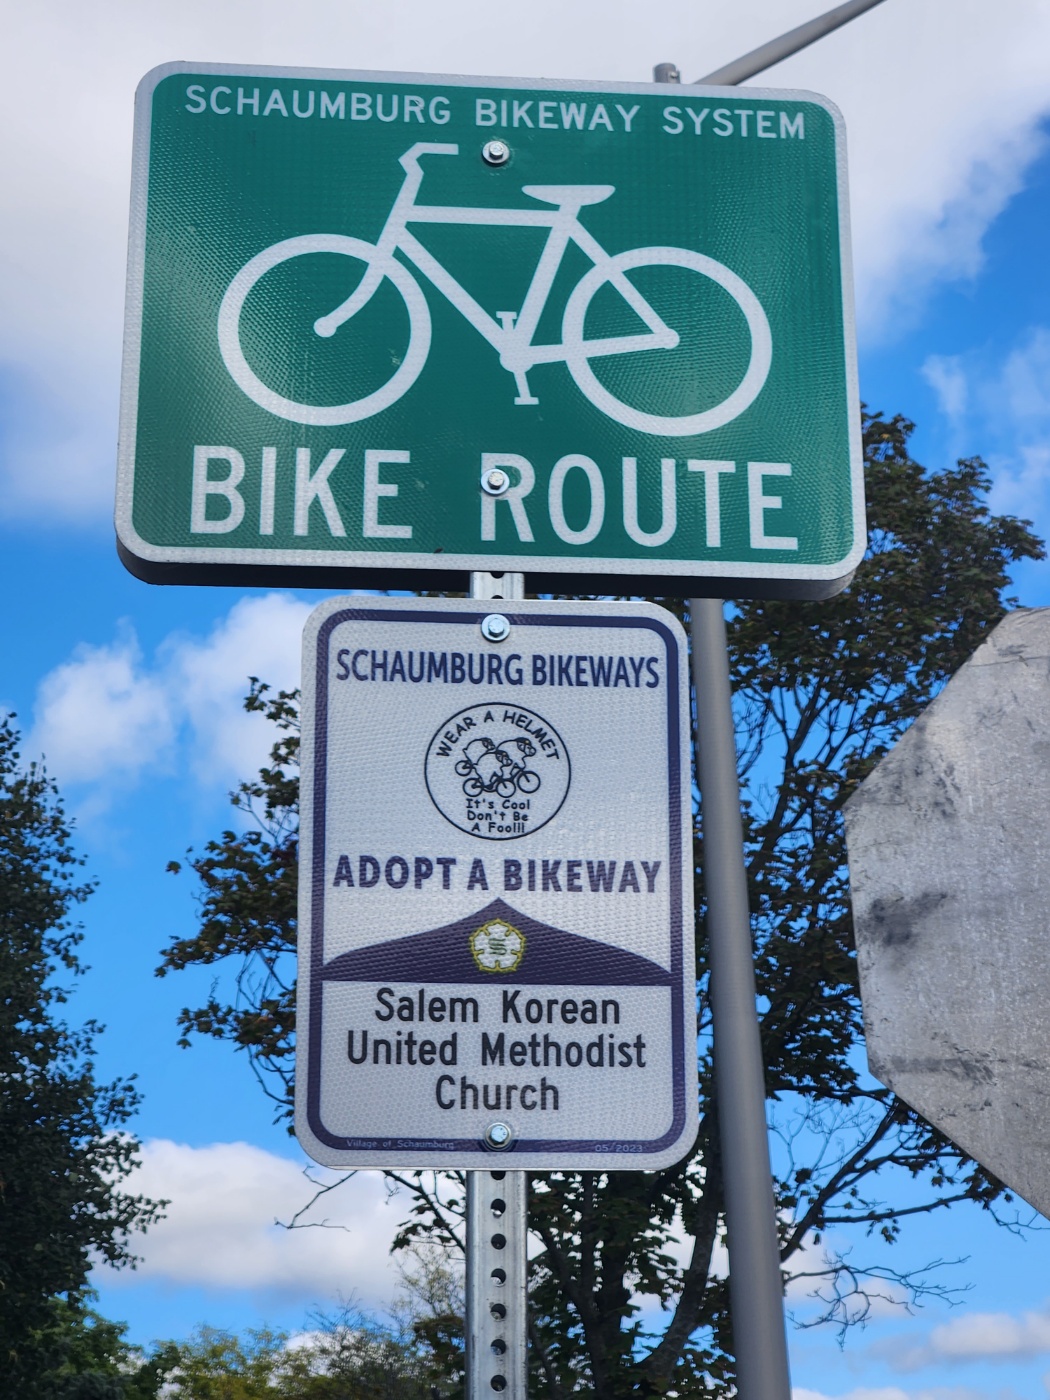 SCHAUMBURG BIKEWAY SYSTEM
BIKE ROUTE
SCHAUMBURG BIKEWAYS
WEAR A HELMET
It's Cool
Don't Be
A Fool!!
ADOPT A BIKEWAY
Salem Korean
United Methodist
Church
Village of Schaumburg 05/2023